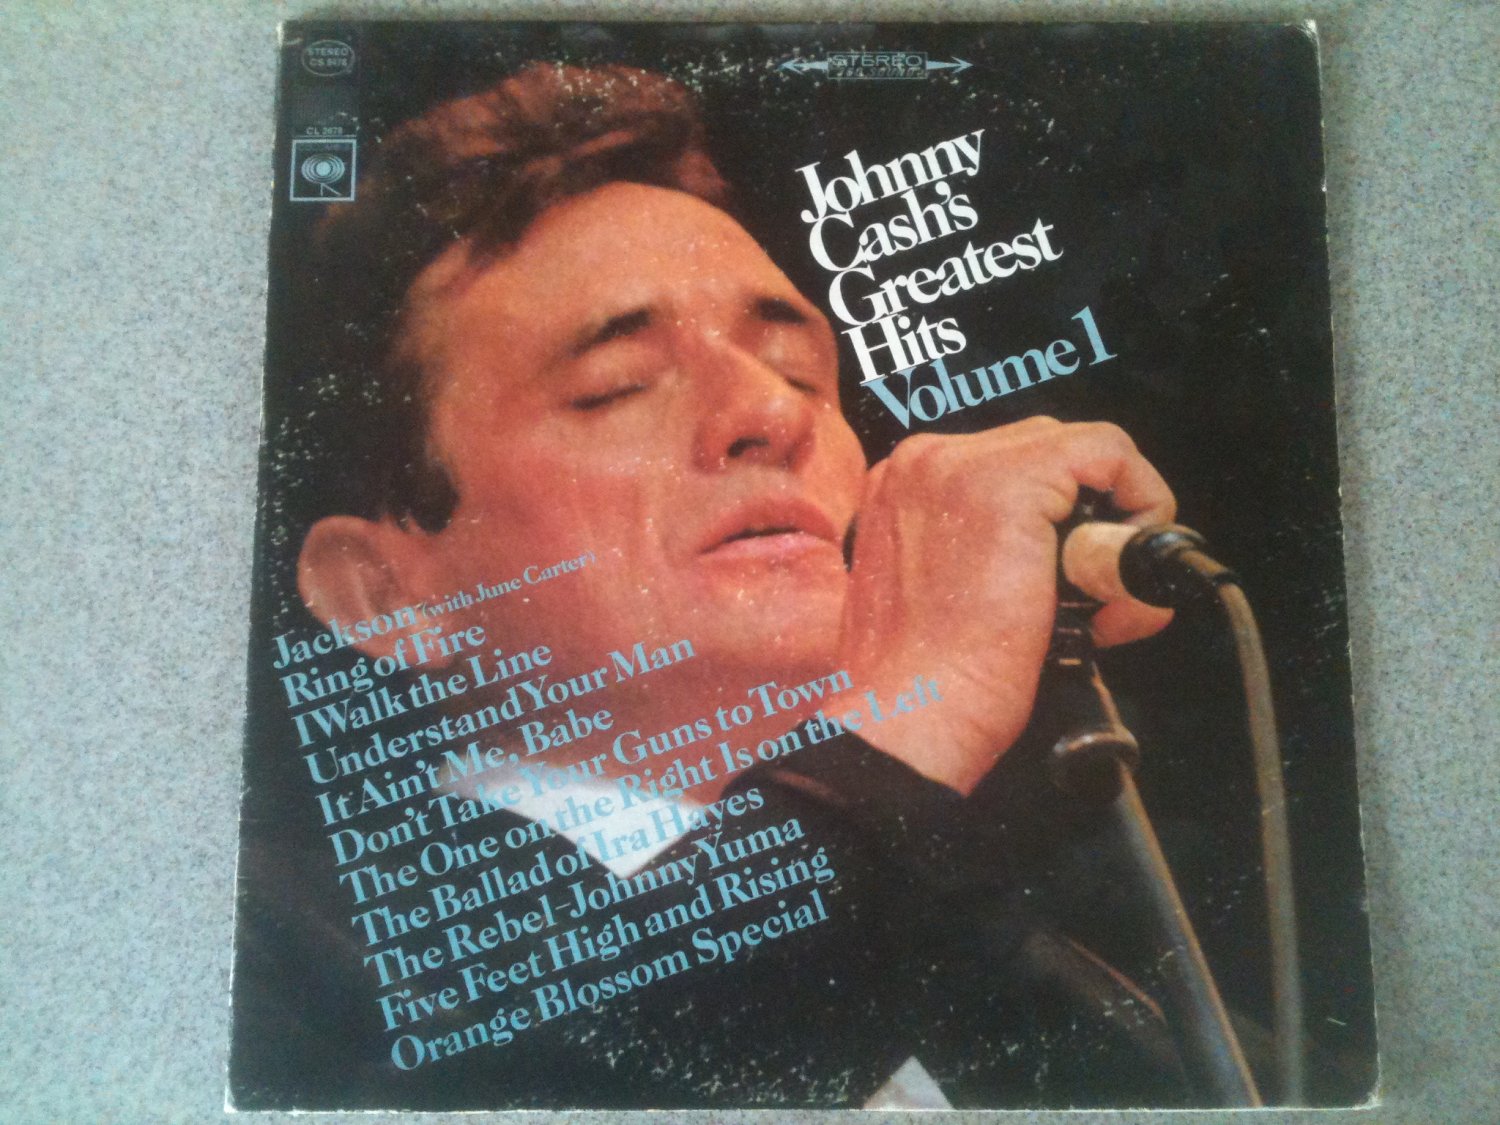 STEREO
CS 9478
CL 2678
STEREO
"360 SOUND"
Johnny
Cash's
Greatest
Hits
Volume 1
Jackson (with June Carter)
Ring of Fire
I Walk the Line
Understand Your Man
It Ain't Me, Babe
Don't Take Your Guns to Town
The One on the Right Is on the Left
The Ballad of Ira Hayes
The Rebel-Johnny Yuma
Five Feet High and Rising
Orange Blossom Special